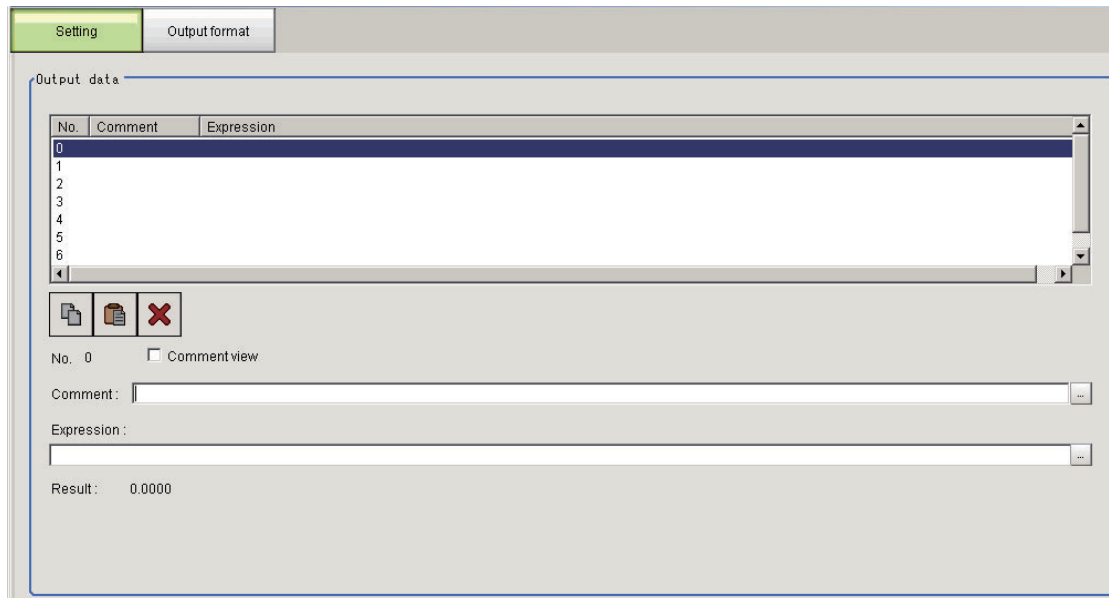 Setting Output format
Output data
No. Comment Expression
0
1
2
3
4
5
6
No. 0 Comment view
Comment :
...
Expression :
...
Result : 0.0000